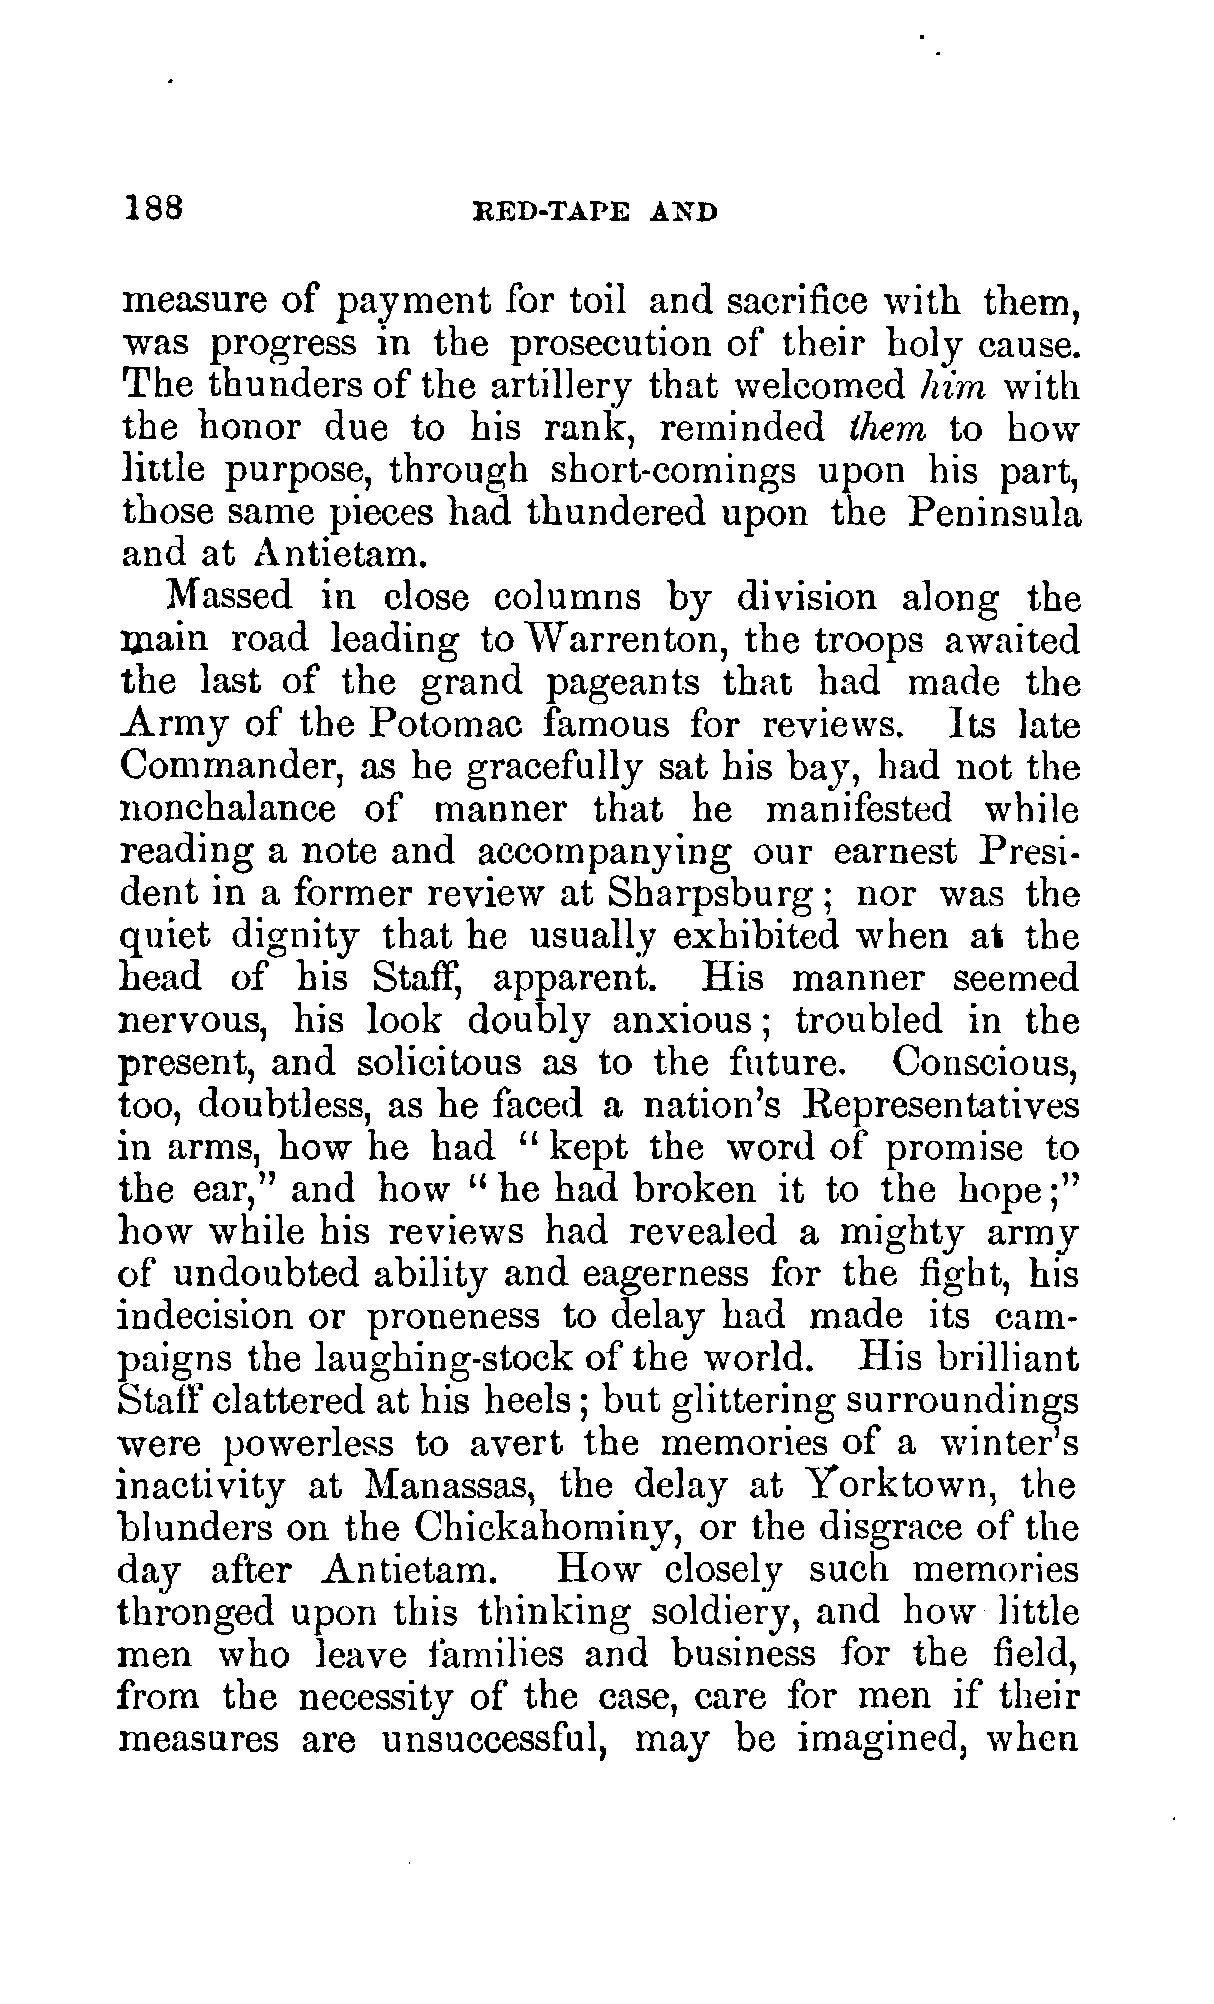 188 RED-TAPE AND
measure of payment for toil and sacrifice with them,
was progress in the prosecution of their holy cause.
The thunders of the artillery that welcomed him with
the honor due to his rank, reminded them to how
little purpose, through short-comings upon his part,
those same pieces had thundered upon the Peninsula
and at Antietam.
Massed in close columns by division along the
main road leading to Warrenton, the troops awaited
the last of the grand pageants that had made the
Army of the Potomac famous for reviews. Its late
Commander, as he gracefully sat his bay, had not the
nonchalance of manner that he manifested while
reading a note and accompanying our earnest Presi-
dent in a former review at Sharpsburg; nor was the
quiet dignity that he usually exhibited when at the
head of his Staff, apparent. His manner seemed
nervous, his look doubly anxious; troubled in the
present, and solicitous as to the future. Conscious,
too, doubtless, as he faced a nation's Representatives
in arms, how he had "kept the word of promise to
the ear," and how "he had broken it to the hope;"
how while his reviews had revealed a mighty army
of undoubted ability and eagerness for the fight, his
indecision or proneness to delay had made its cam-
paigns the laughing-stock of the world. His brilliant
Staff clattered at his heels; but glittering surroundings
were powerless to avert the memories of a winter's
inactivity at Manassas, the delay at Yorktown, the
blunders on the Chickahominy, or the disgrace of the
day after Antietam. How closely such memories
thronged upon this thinking soldiery, and how little
men who leave families and business for the field,
from the necessity of the case, care for men if their
measures are unsuccessful, may be imagined, when